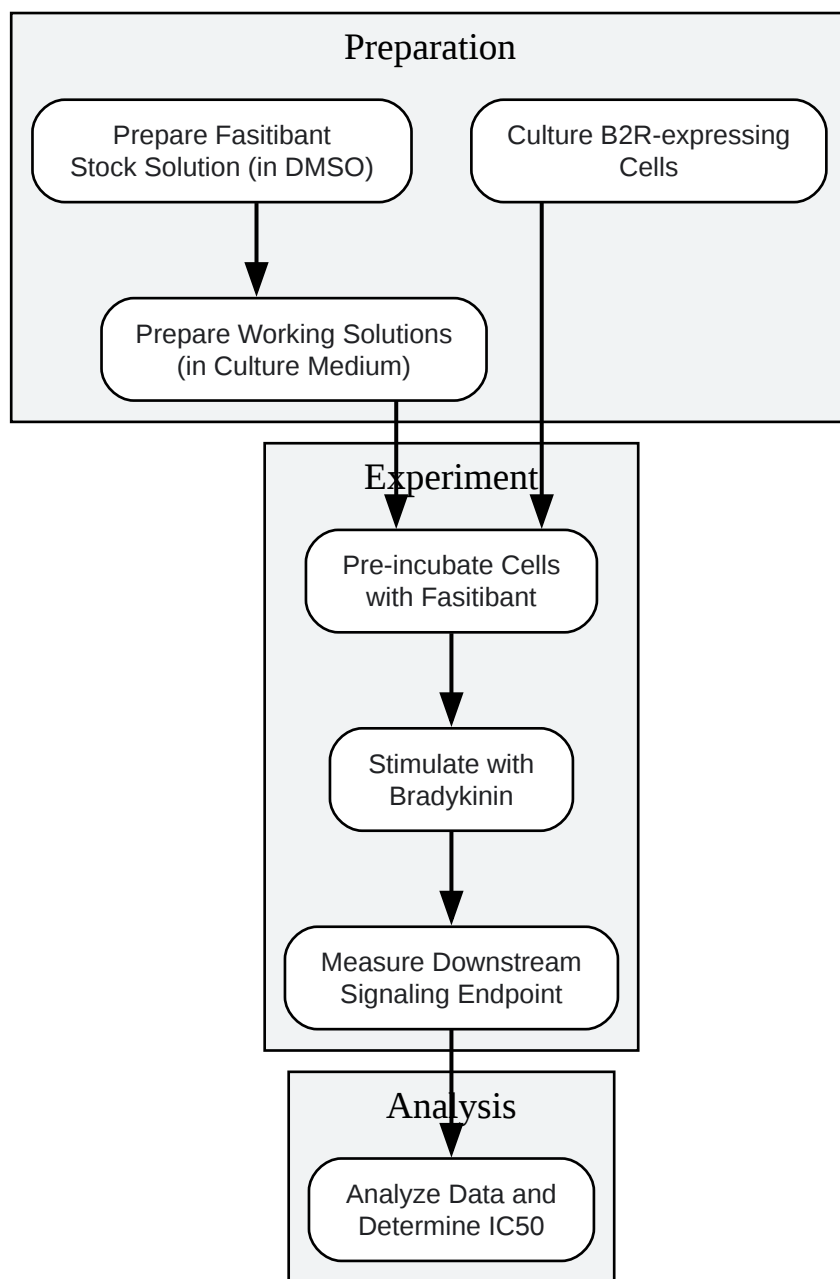 Preparation
Prepare Fasitibant
Stock Solution (in DMSO)
Culture B2R-expressing
Cells
Prepare Working Solutions
(in Culture Medium)
Experiment
Pre-incubate Cells
with Fasitibant
Stimulate with
Bradykinin
Measure Downstream
Signaling Endpoint
Analysis
Analyze Data and
Determine IC50